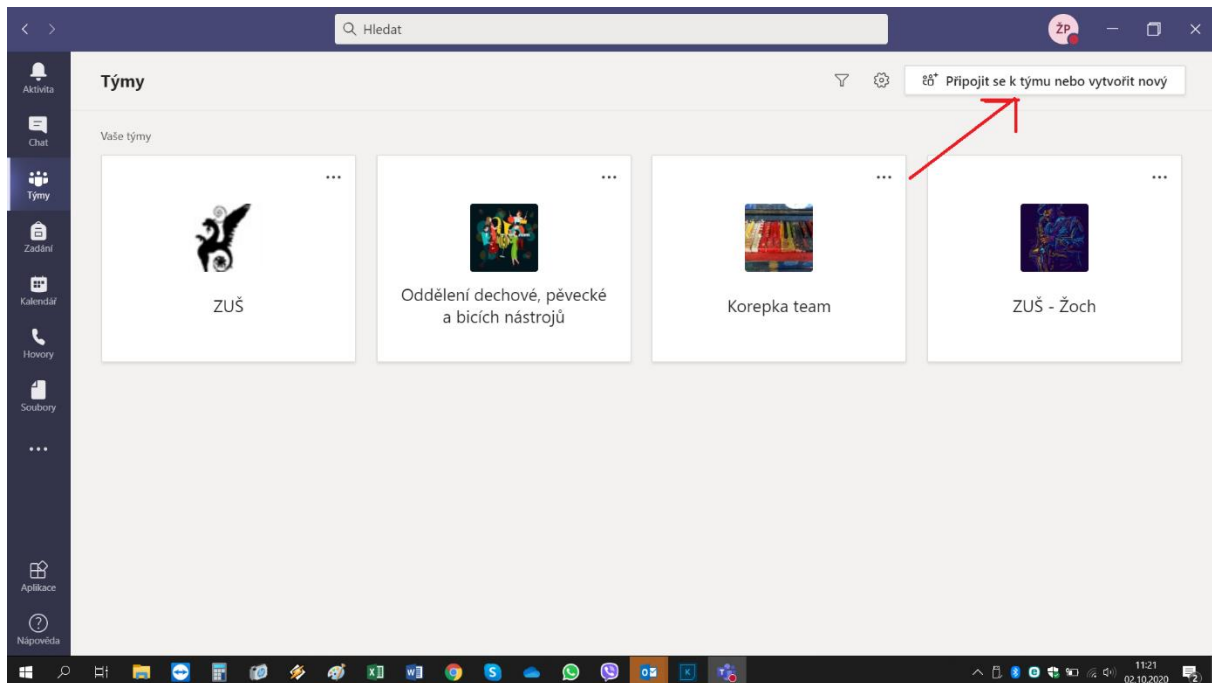 Hledat
ŽP
Aktivita
Chat
Týmy
Zadání
Kalendář
Hovory
Soubory
Aplikace
Nápověda
Týmy
Připojit se k týmu nebo vytvořit nový
Vaše týmy
ZUŠ
Oddělení dechové, pěvecké
a bicích nástrojů
Korepka team
ZUŠ - Žoch
11:21
02.10.2020